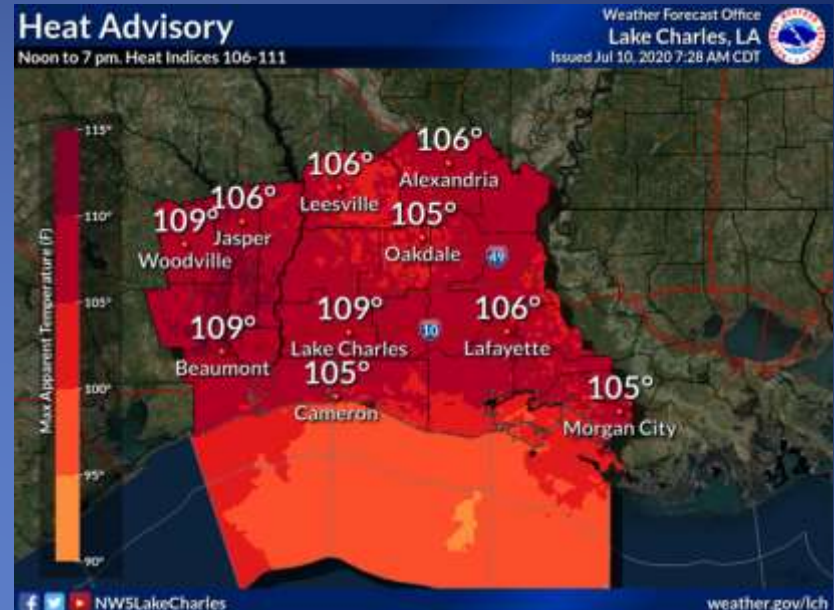 Heat Advisory
Noon to 7 pm. Heat Indices 106-111
Weather Forecast Office
Lake Charles, LA
Issued Jul 10, 2020 7:28 AM CDT
Max Apparent Temperature (F)
115°
110°
105°
100°
95°
90°
106°
Alexandria
106°
Leesville
106°
Jasper
109°
Woodville
105°
Oakdale
49
109°
Beaumont
109°
Lake Charles
10
106°
Lafayette
105°
Cameron
105°
Morgan City
NWSLakeCharles
weather.gov/lch